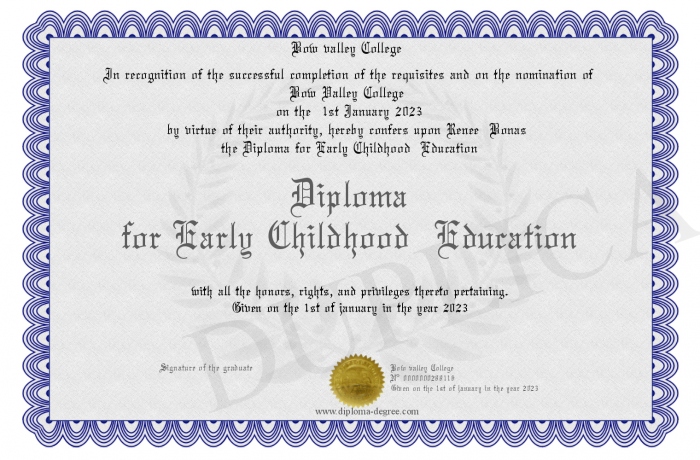 Bow valley College
In recognition of the successful completion of the requisites and on the nomination of
Bow Valley College
on the 1st January 2023
by virtue of their authority, hereby confers upon Renee Bonas
the Diploma for Early Childhood Education
Diploma
for Early Childhood Education
with all the honors, rights, and privileges thereto pertaining.
Given on the 1st of january in the year 2023
DUPLICA
Signature of the graduate
Bow valley College
Nº 0000000288118
Given on the 1st of january in the year 2023
www.diploma-degree.com